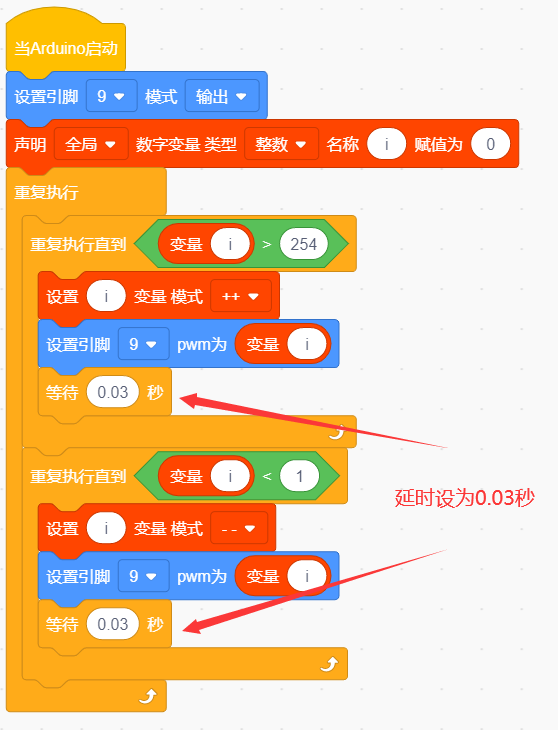 当Arduino启动
设置引脚 9 模式 输出
声明 全局 数字变量 类型 整数 名称 i 赋值为 0
重复执行
重复执行直到 变量 i > 254
设置 i 变量 模式 ++
设置引脚 9 pwm为 变量 i
等待 0.03 秒
重复执行直到 变量 i < 1
延时设为0.03秒
设置 i 变量 模式 --
设置引脚 9 pwm为 变量 i
等待 0.03 秒